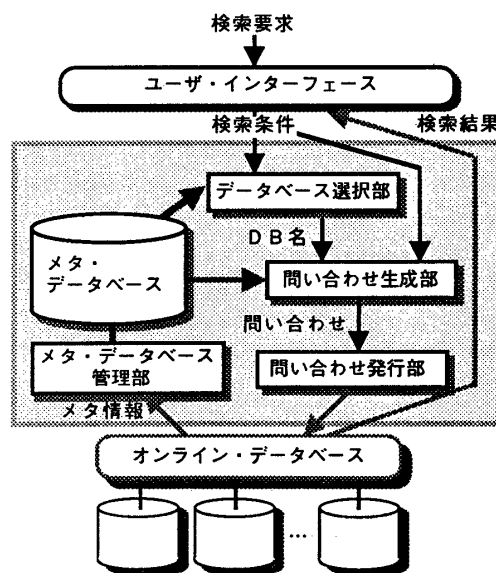 検索要求
ユーザ・インターフェース
検索条件
検索結果
データベース選択部
DB名
メタ・
データベース
問い合わせ生成部
問い合わせ
メタ・データベース
管理部
問い合わせ発行部
メタ情報
オンライン・データベース
...